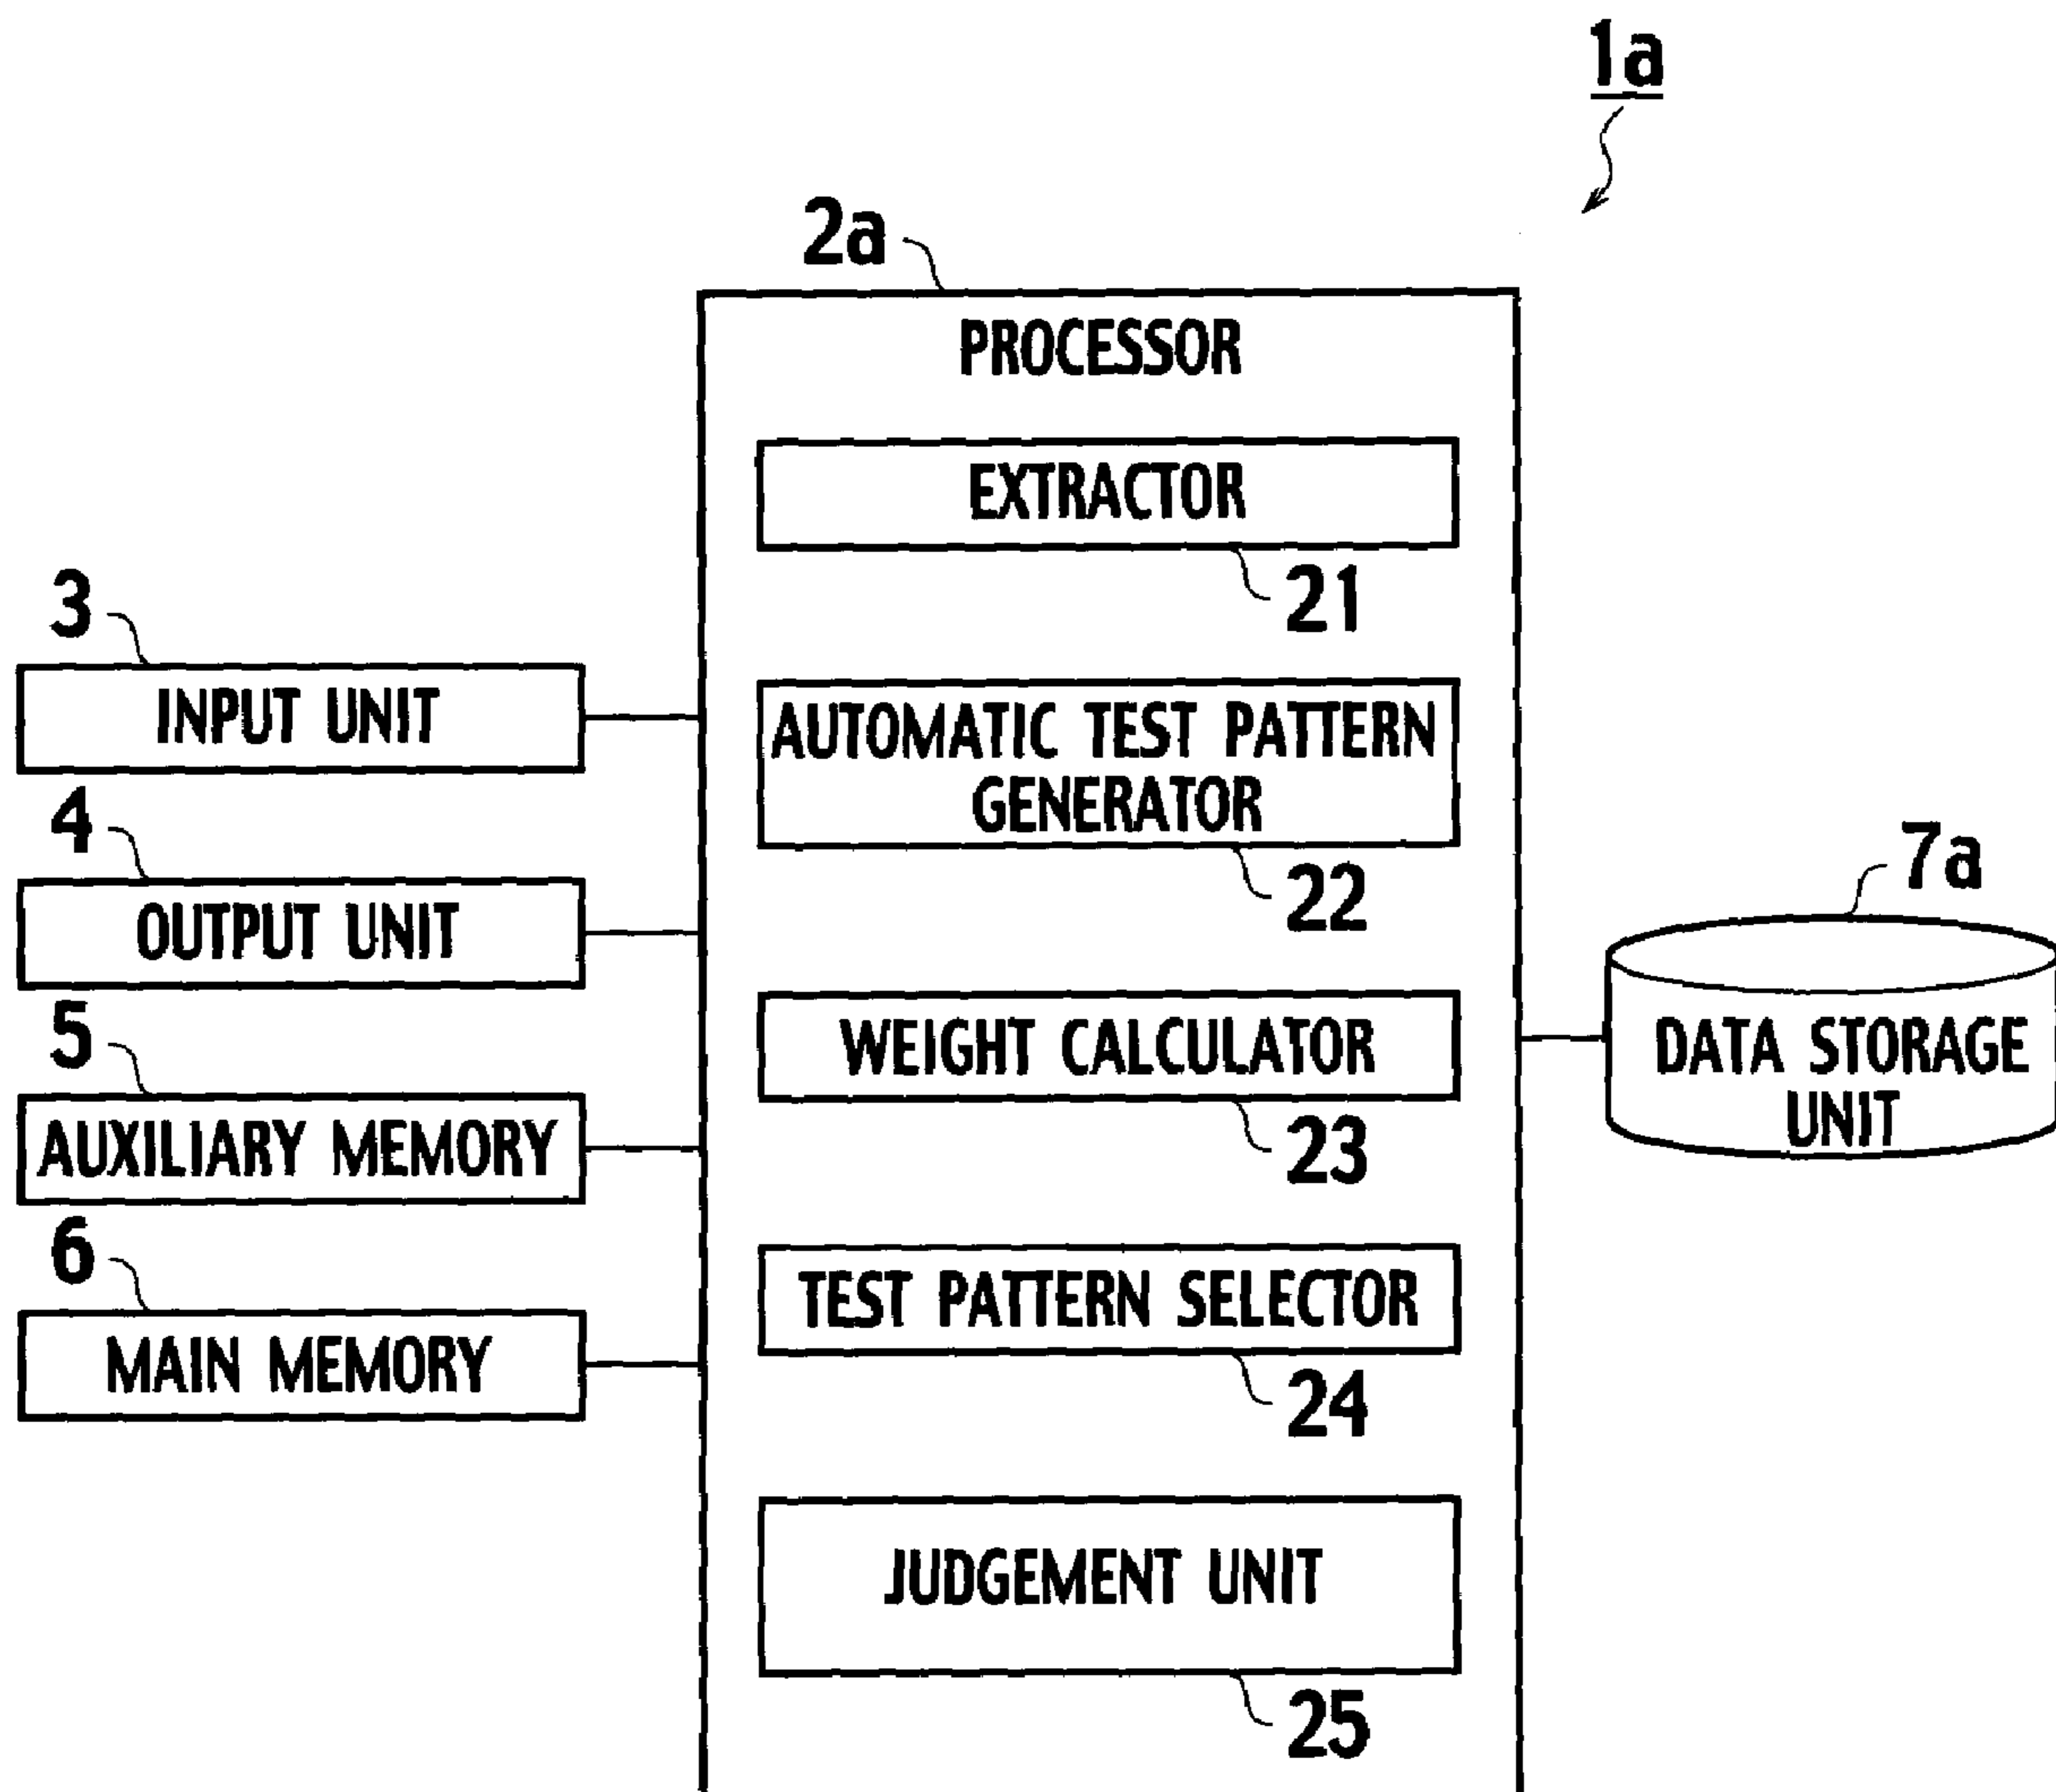 1a
2a
PROCESSOR
EXTRACTOR
21
3
INPUT UNIT
AUTOMATIC TEST PATTERN
GENERATOR
22
4
OUTPUT UNIT
7a
DATA STORAGE
UNIT
5
AUXILIARY MEMORY
WEIGHT CALCULATOR
23
6
MAIN MEMORY
TEST PATTERN SELECTOR
24
JUDGEMENT UNIT
25